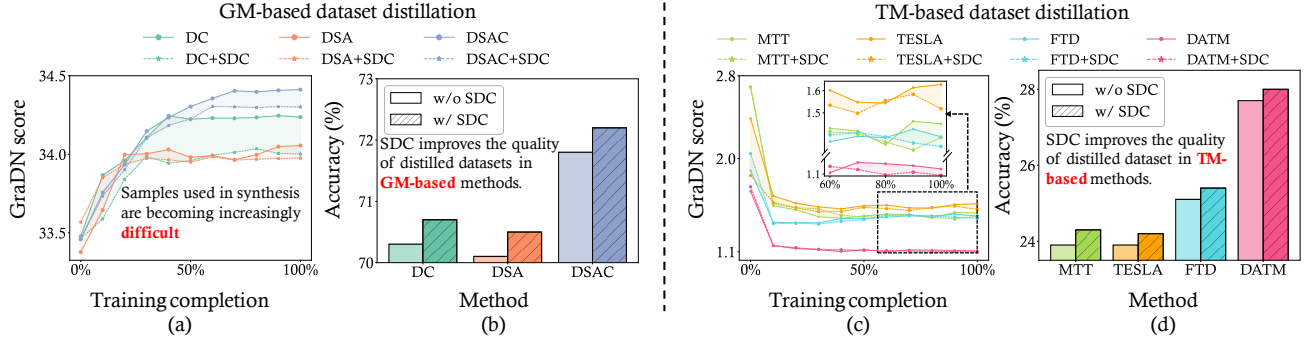 GM-based dataset distillation
DC
DSA
DSAC
DC+SDC
DSA+SDC
DSAC+SDC
GraDN score
34.5
34.0
33.5
Samples used in synthesis
are becoming increasingly
difficult
0%
50%
100%
Training completion
(a)
Accuracy (%)
73
72
71
70
w/o SDC
w/ SDC
SDC improves the quality
of distilled datasets in
GM-based methods.
DC
DSA
DSAC
Method
(b)
TM-based dataset distillation
MTT
TESLA
FTD
DATM
MTT+SDC
TESLA+SDC
FTD+SDC
DATM+SDC
GraDN score
2.8
2.0
1.1
1.6
1.5
1.1
60%
80%
100%
0%
50%
100%
Training completion
(c)
Accuracy (%)
28
26
24
w/o SDC
w/ SDC
SDC improves the quality
of distilled dataset in TM-
based methods.
MTT
TESLA
FTD
DATM
Method
(d)